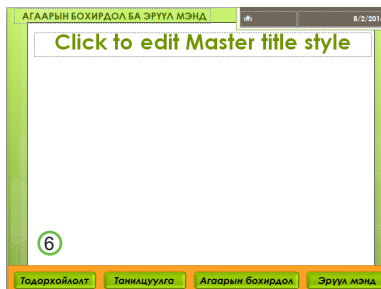 АГААРЫН БОХИРДОЛ БА ЭРҮҮЛ МЭНД
8/2/201
Click to edit Master title style
6
Тодорхойлолт
Танилцуулга
Агаарын бохирдол
Эрүүл мэнд